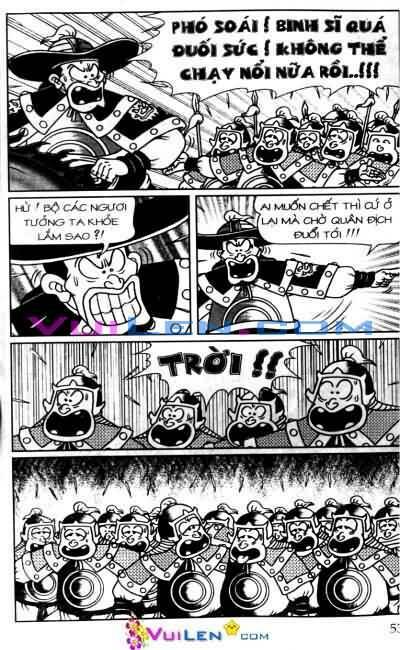 PHÓ SOÁI ! BINH SĨ QUÁ
ĐUỐI SỨC ! KHÔNG THỂ
CHẠY NỔI NỮA RỒI..!!!
HỪ ! BỘ CÁC NGƯƠI
TƯỞNG TA KHỎE
LẮM SAO ?!
AI MUỐN CHẾT THÌ CỨ Ở
LẠI MÀ CHỜ QUÂN ĐỊCH
ĐUỔI TỚI !!!
VUILEN.COM
TRỜI !!
53
VUILEN.COM